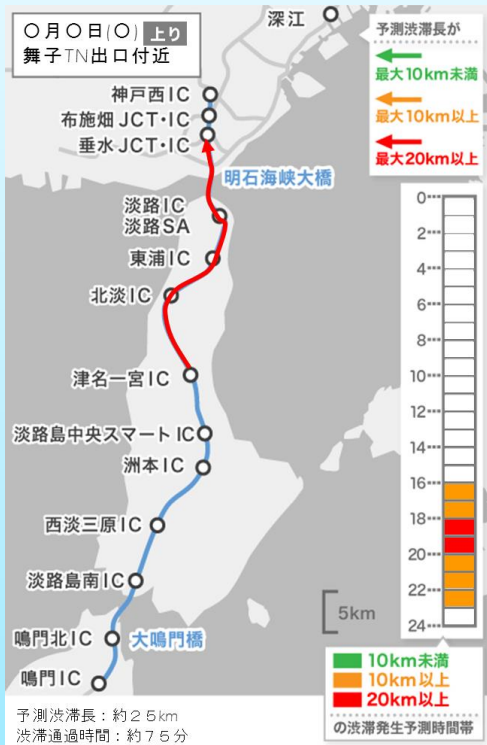 〇月〇日(〇) 上り
舞子TN出口付近
深江
神戸西IC
布施畑JCT・IC
垂水JCT・IC
明石海峡大橋
淡路IC
淡路SA
東浦IC
北淡IC
津名一宮IC
淡路島中央スマートIC
洲本IC
西淡三原IC
淡路島南IC
鳴門北IC
大鳴門橋
鳴門IC
予測渋滞長：約25km
渋滞通過時間：約75分
予測渋滞長が
最大10km未満
最大10km以上
最大20km以上
0
2
4
6
8
10
12
14
16
18
20
22
24
5km
10km未満
10km以上
20km以上
の渋滞発生予測時間帯